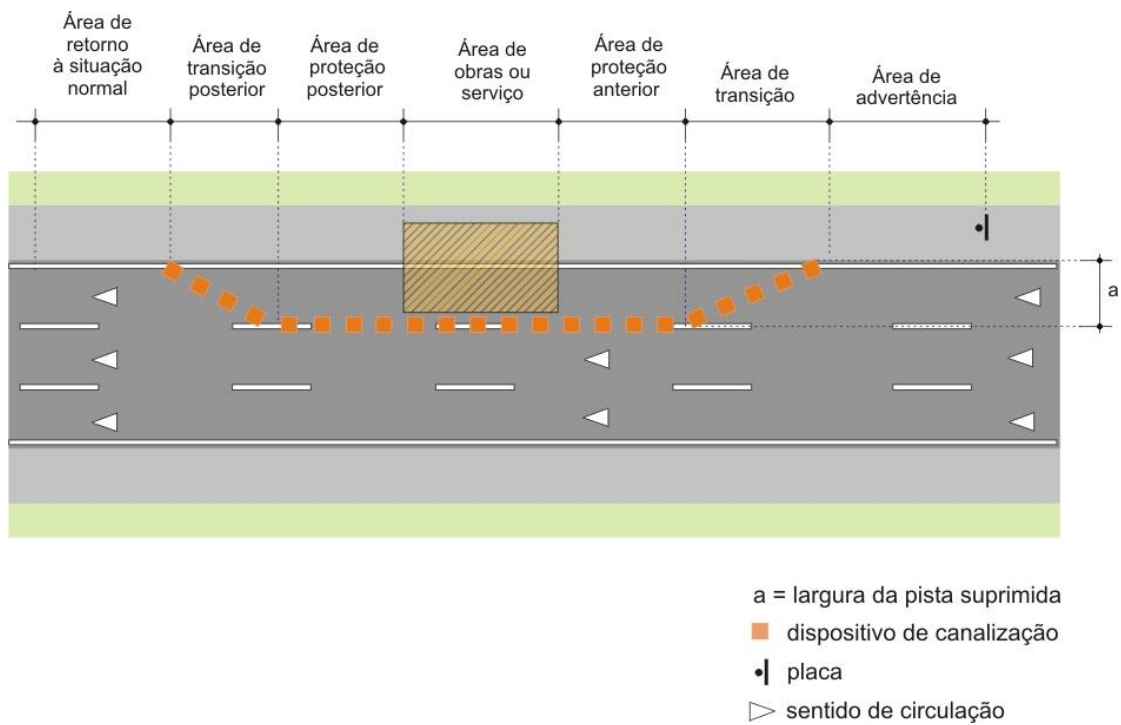 Área de
retorno
à situação
normal
Área de
transição
posterior
Área de
proteção
posterior
Área de
obras ou
serviço
Área de
proteção
anterior
Área de
transição
Área de
advertência
a
a = largura da pista suprimida
dispositivo de canalização
placa
sentido de circulação